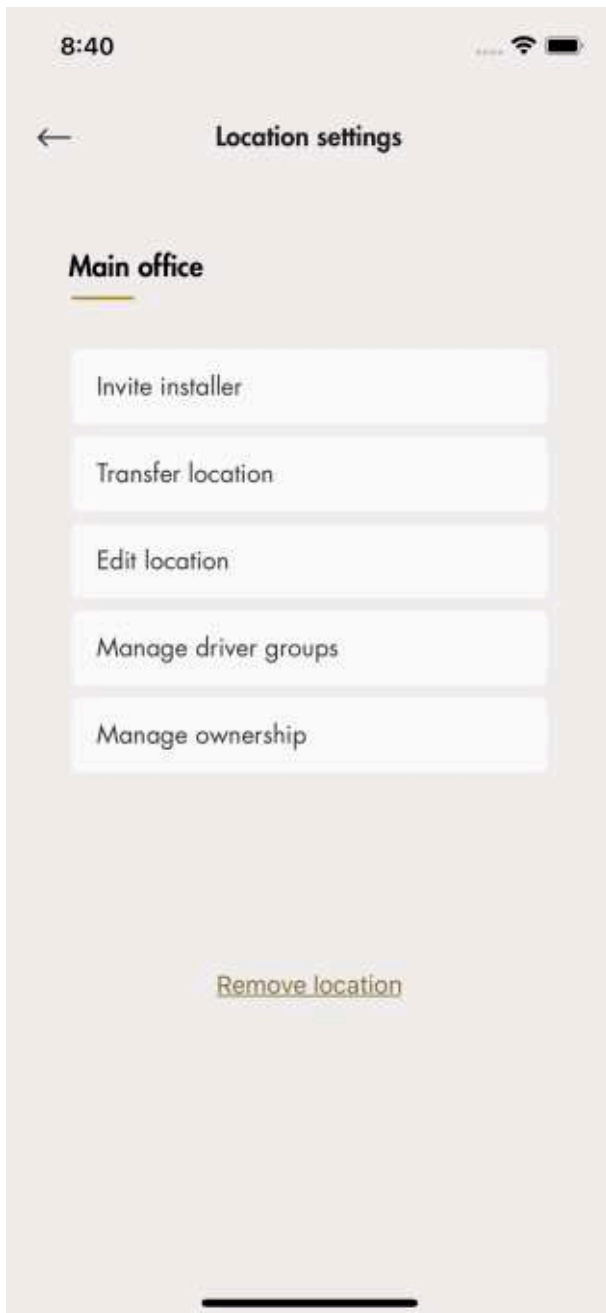 8:40
Location settings
Main office
Invite installer
Transfer location
Edit location
Manage driver groups
Manage ownership
Remove location